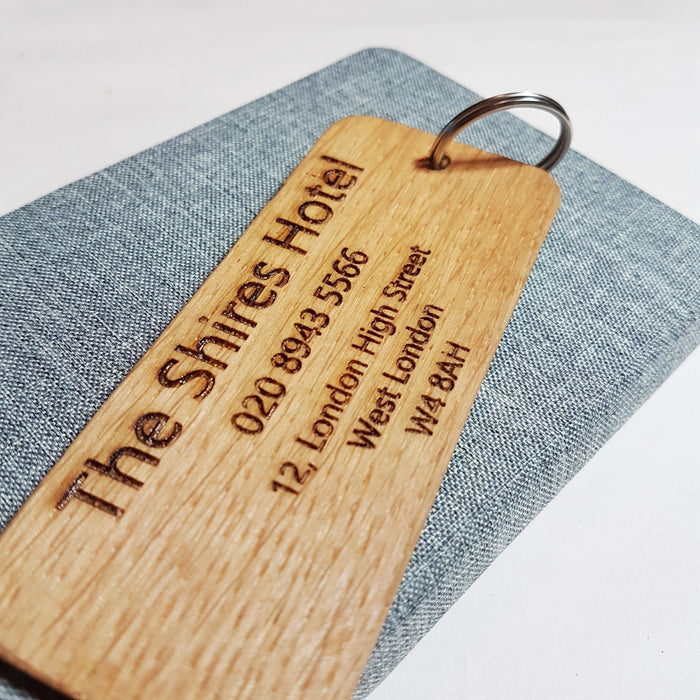 The Shires Hotel
020 8943 5566
12, London High Street
West London
W4 8AH